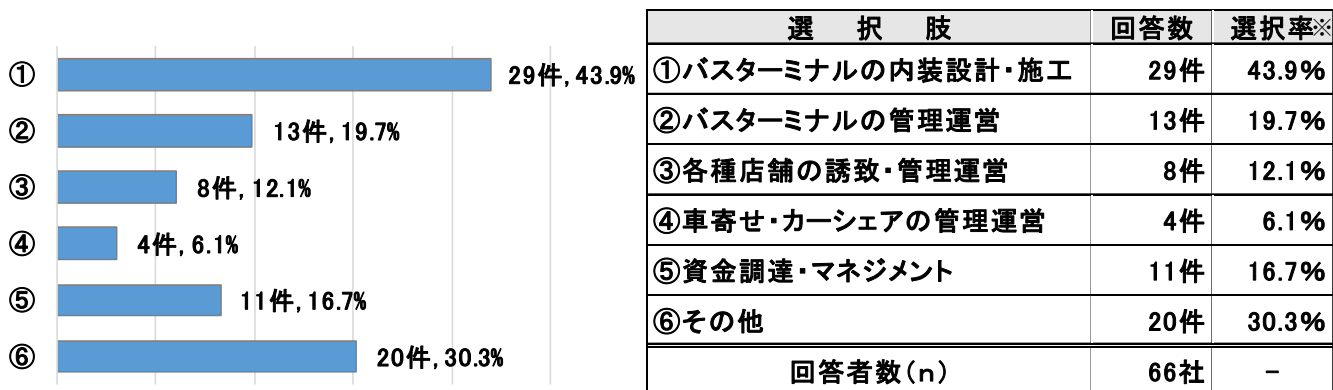 ① 29件, 43.9%
② 13件, 19.7%
③ 8件, 12.1%
④ 4件, 6.1%
⑤ 11件, 16.7%
⑥ 20件, 30.3%
選択肢 回答数 選択率※
①バスターミナルの内装設計・施工 29件 43.9%
②バスターミナルの管理運営 13件 19.7%
③各種店舗の誘致・管理運営 8件 12.1%
④車寄せ・カーシェアの管理運営 4件 6.1%
⑤資金調達・マネジメント 11件 16.7%
⑥その他 20件 30.3%
回答者数(n) 66社 -